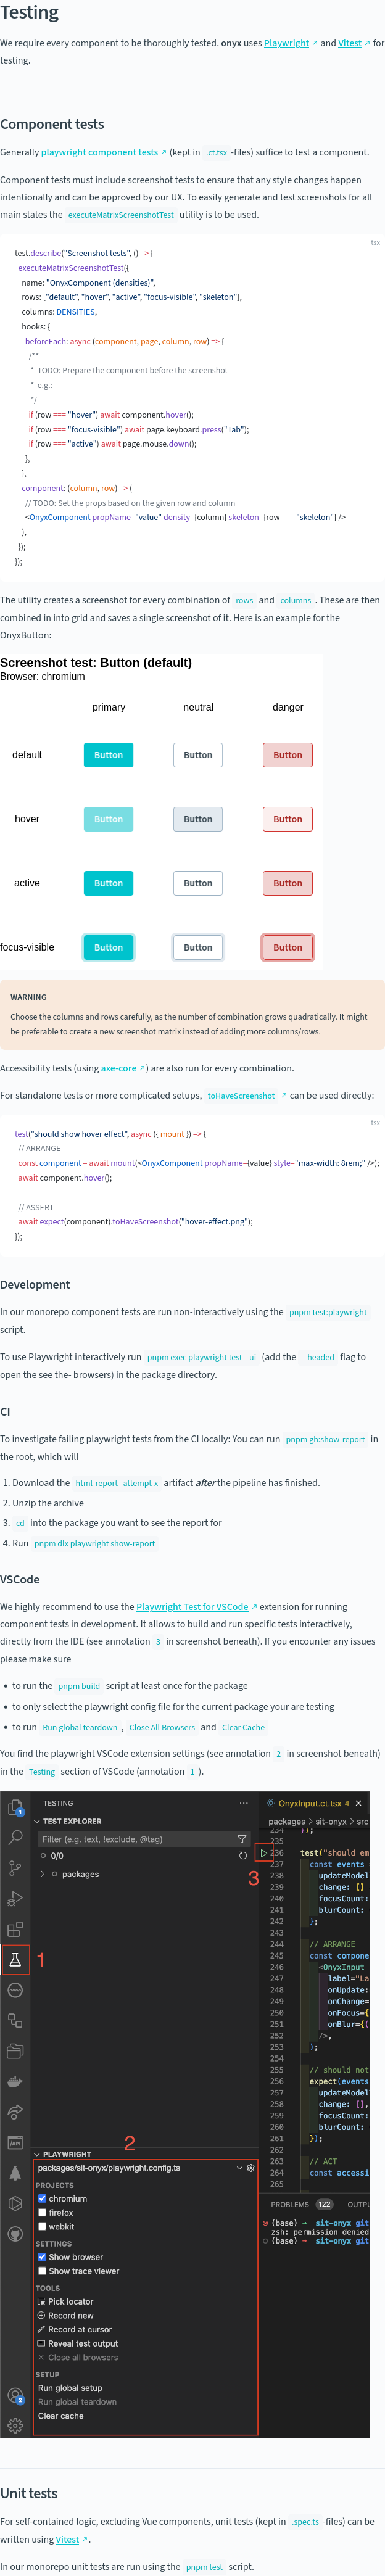 Testing
We require every component to be thoroughly tested. onyx uses Playwright ↗ and Vitest ↗ for
testing.
Component tests
Generally playwright component tests ↗ (kept in .ct.tsx -files) suffice to test a component.
Component tests must include screenshot tests to ensure that any style changes happen
intentionally and can be approved by our UX. To easily generate and test screenshots for all
main states the executeMatrixScreenshotTest utility is to be used.
tsx
test.describe("Screenshot tests", () => {
executeMatrixScreenshotTest({
name: "OnyxComponent (densities)",
rows: ["default", "hover", "active", "focus-visible", "skeleton"],
columns: DENSITIES,
hooks: {
beforeEach: async (component, page, column, row) => {
/**
* TODO: Prepare the component before the screenshot
* e.g.:
*/
if (row === "hover") await component.hover();
if (row === "focus-visible") await page.keyboard.press("Tab");
if (row === "active") await page.mouse.down();
},
},
component: (column, row) => (
// TODO: Set the props based on the given row and column
<OnyxComponent propName="value" density={column} skeleton={row === "skeleton"} />
),
});
});
The utility creates a screenshot for every combination of rows and columns . These are then
combined in into grid and saves a single screenshot of it. Here is an example for the
OnyxButton:
Screenshot test: Button (default)
Browser: chromium
primary neutral danger
default Button Button Button
hover Button Button Button
active Button Button Button
focus-visible Button Button Button
WARNING
Choose the columns and rows carefully, as the number of combination grows quadratically. It might
be preferable to create a new screenshot matrix instead of adding more columns/rows.
Accessibility tests (using axe-core ↗) are also run for every combination.
For standalone tests or more complicated setups, toHaveScreenshot ↗ can be used directly:
tsx
test("should show hover effect", async ({ mount }) => {
// ARRANGE
const component = await mount(<OnyxComponent propName={value} style="max-width: 8rem;" />);
await component.hover();
// ASSERT
await expect(component).toHaveScreenshot("hover-effect.png");
});
Development
In our monorepo component tests are run non-interactively using the pnpm test:playwright
script.
To use Playwright interactively run pnpm exec playwright test --ui (add the --headed flag to
open the see the- browsers) in the package directory.
CI
To investigate failing playwright tests from the CI locally: You can run pnpm gh:show-report in
the root, which will
1. Download the html-report--attempt-x artifact after the pipeline has finished.
2. Unzip the archive
3. cd into the package you want to see the report for
4. Run pnpm dlx playwright show-report
VSCode
We highly recommend to use the Playwright Test for VSCode ↗ extension for running
component tests in development. It allows to build and run specific tests interactively,
directly from the IDE (see annotation 3 in screenshot beneath). If you encounter any issues
please make sure
• to run the pnpm build script at least once for the package
• to only select the playwright config file for the current package your are testing
• to run Run global teardown , Close All Browsers and Clear Cache
You find the playwright VSCode extension settings (see annotation 2 in screenshot beneath)
in the Testing section of VSCode (annotation 1 ).
TESTING ···
TEST EXPLORER
Filter (e.g. text, !exclude, @tag)
0/0
packages
1
2
PLAYWRIGHT
packages/sit-onyx/playwright.config.ts
PROJECTS
chromium
firefox
webkit
SETTINGS
Show browser
Show trace viewer
TOOLS
Pick locator
Record new
Record at cursor
Reveal test output
Close all browsers
SETUP
Run global setup
Run global teardown
Clear cache
1
2
API
OnyxInput.ct.tsx 4 ×
packages > sit-onyx > src
3
234 });
235
236 test("should em
237 const events =
238 updateModel
239 change: []
240 focusCount:
241 blurCount:
242 };
243
244 // ARRANGE
245 const componen
246 <OnyxInput
247 label="La
248 onUpdate:
249 onChange=
250 onFocus={
251 onBlur={(
252 />,
253 );
254
255 // should not
256 expect(events
257 updateModel
258 change: [],
259 focusCount:
260 blurCount:
261 });
262
263 // ACT
264 const accessi
265
PROBLEMS 122 OUTPU
(base) → sit-onyx git
zsh: permission denied
(base) → sit-onyx git
Unit tests
For self-contained logic, excluding Vue components, unit tests (kept in .spec.ts -files) can be
written using Vitest ↗.
In our monorepo unit tests are run using the pnpm test script.